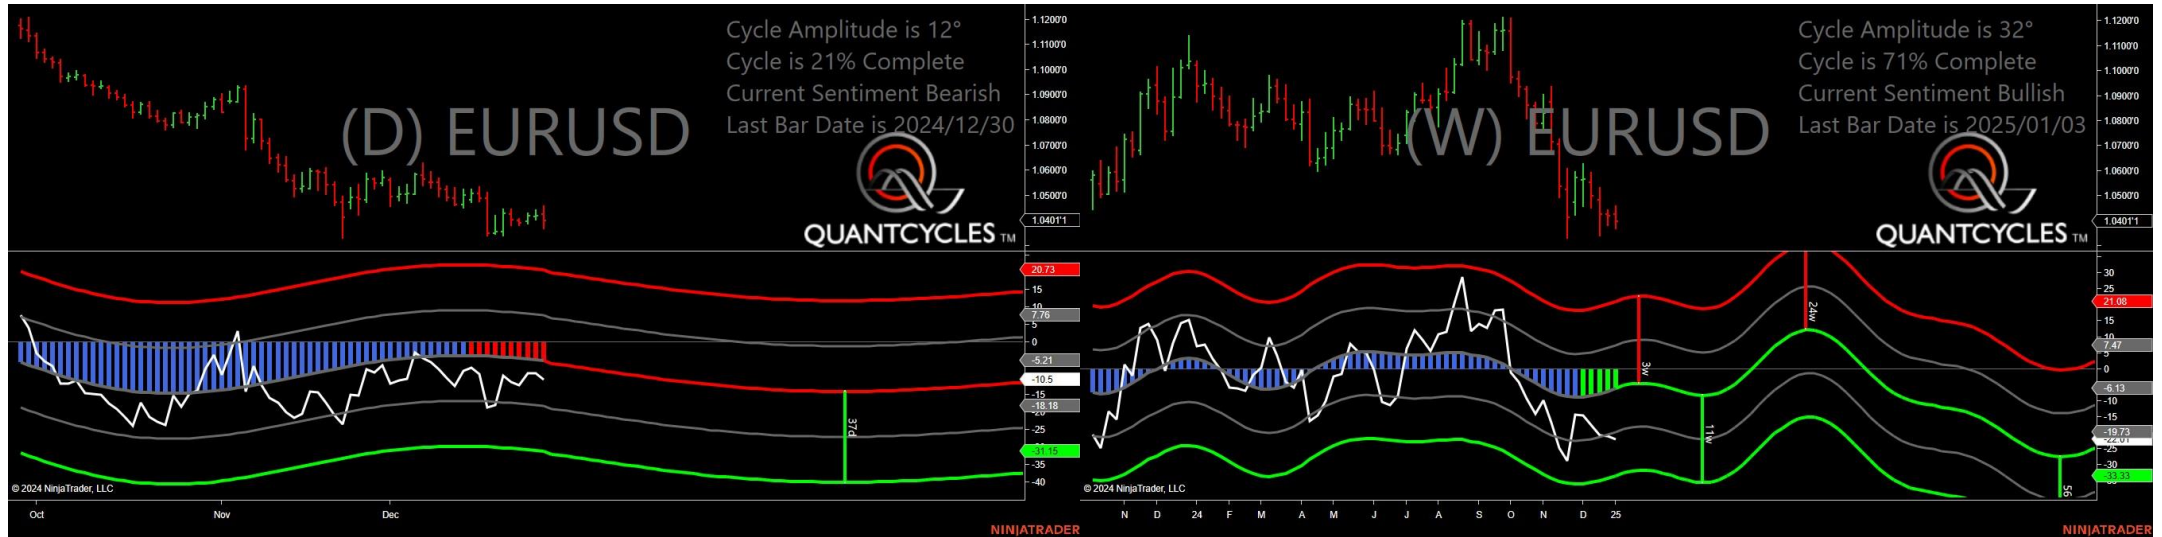 Cycle Amplitude is 12°
Cycle is 21% Complete
Current Sentiment Bearish
Last Bar Date is 2024/12/30
(D) EURUSD
QUANTCYCLES TM
1.1200'0
1.1100'0
1.1000'0
1.0900'0
1.0800'0
1.0700'0
1.0600'0
1.0500'0
1.0401'1
20.73
15
10
7.76
5
0
-5.21
-10.5
-15
-20
-18.18
-25
-31.15
-35
-40
37d
© 2024 NinjaTrader, LLC
Oct
Nov
Dec
NINJATRADER
Cycle Amplitude is 32°
Cycle is 71% Complete
Current Sentiment Bullish
Last Bar Date is 2025/01/03
(W) EURUSD
QUANTCYCLES TM
1.1200'0
1.1100'0
1.1000'0
1.0900'0
1.0800'0
1.0700'0
1.0600'0
1.0500'0
1.0401'1
30
25
21.08
15
10
7.47
5
0
-6.13
-10
-15
-19.73
-22.01
-25
-30
-33.33
3w
11w
24w
56
© 2024 NinjaTrader, LLC
N D 24 F M A M J J A S O N D 25
NINJATRADER